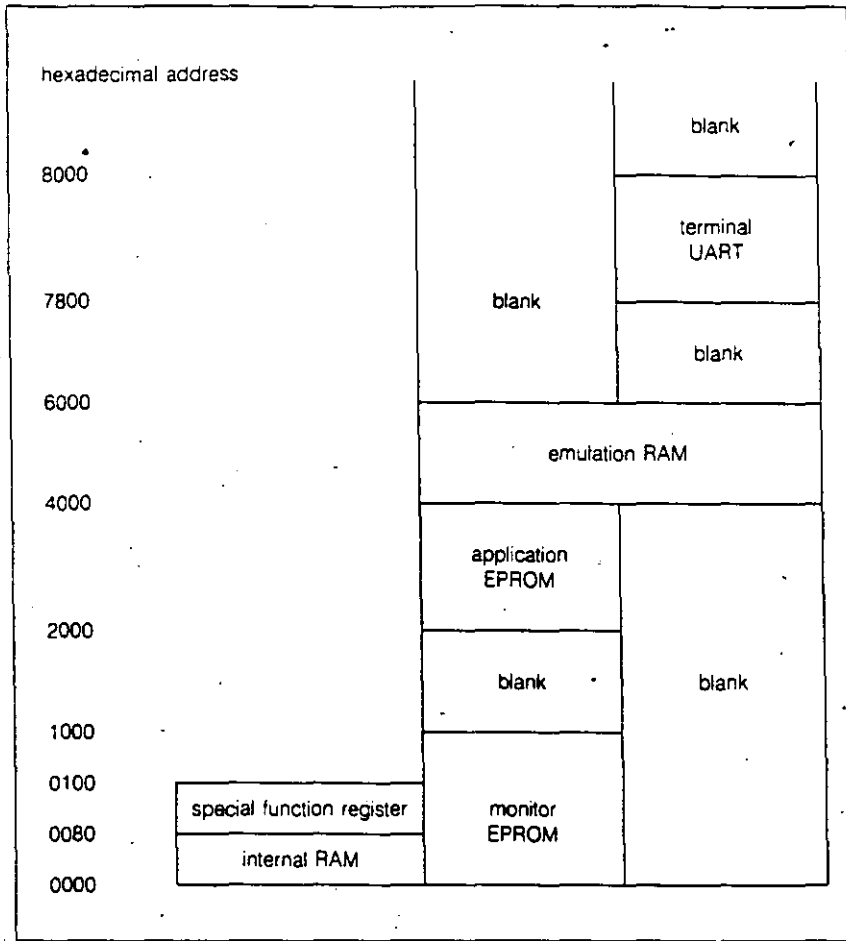 hexadecimal address
blank
8000
terminal
UART
7800
blank
blank
6000
emulation RAM
4000
application
EPROM
2000
blank
blank
1000
0100
special function register
monitor
EPROM
0080
internal RAM
0000